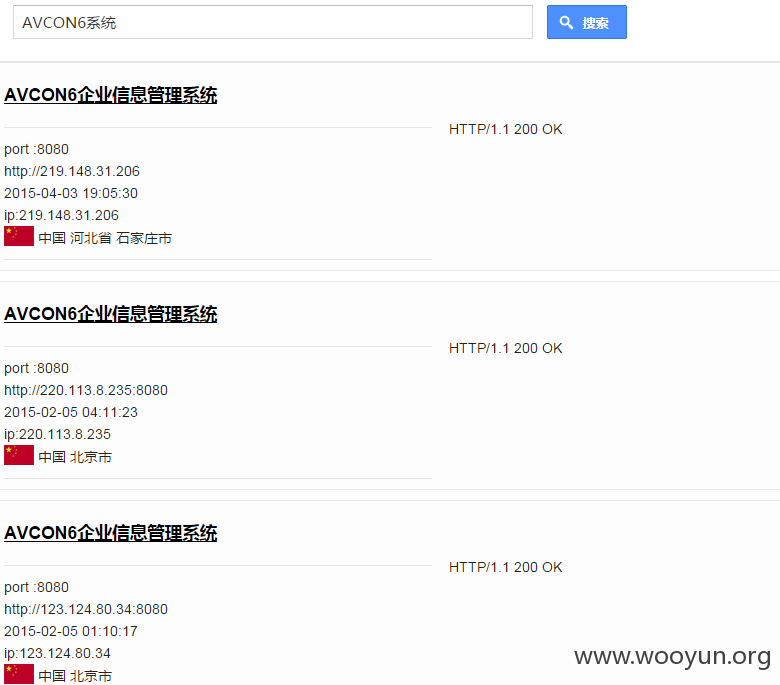 AVCON6系统
搜索
AVCON6企业信息管理系统
HTTP/1.1 200 OK
port :8080
http://219.148.31.206
2015-04-03 19:05:30
ip:219.148.31.206
中国 河北省 石家庄市
AVCON6企业信息管理系统
HTTP/1.1 200 OK
port :8080
http://220.113.8.235:8080
2015-02-05 04:11:23
ip:220.113.8.235
中国 北京市
AVCON6企业信息管理系统
HTTP/1.1 200 OK
port :8080
http://123.124.80.34:8080
2015-02-05 01:10:17
ip:123.124.80.34
中国 北京市
www.wooyun.org